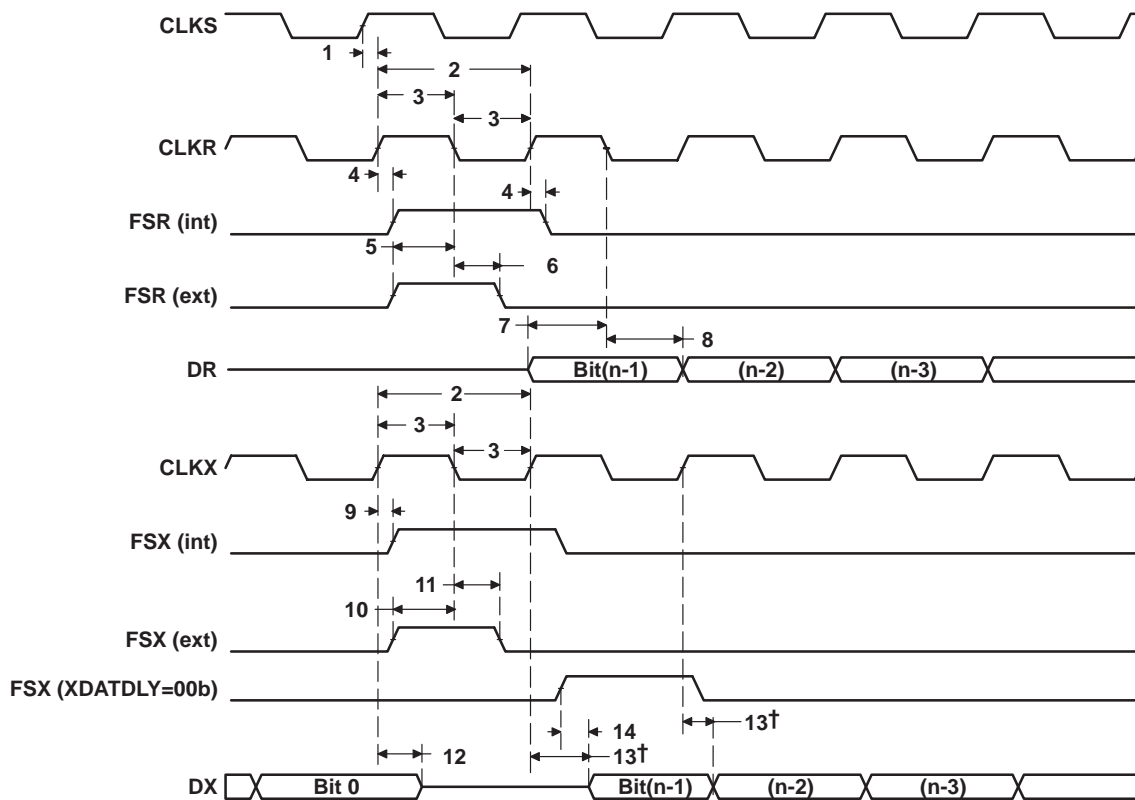 CLKS
1
2
3
3
CLKR
4
4
FSR (int)
5
6
FSR (ext)
7
8
DR
Bit(n-1) (n-2) (n-3)
2
3
3
CLKX
9
FSX (int)
11
10
FSX (ext)
FSX (XDATDLY=00b)
14
13†
12
13†
DX
Bit 0 Bit(n-1) (n-2) (n-3)